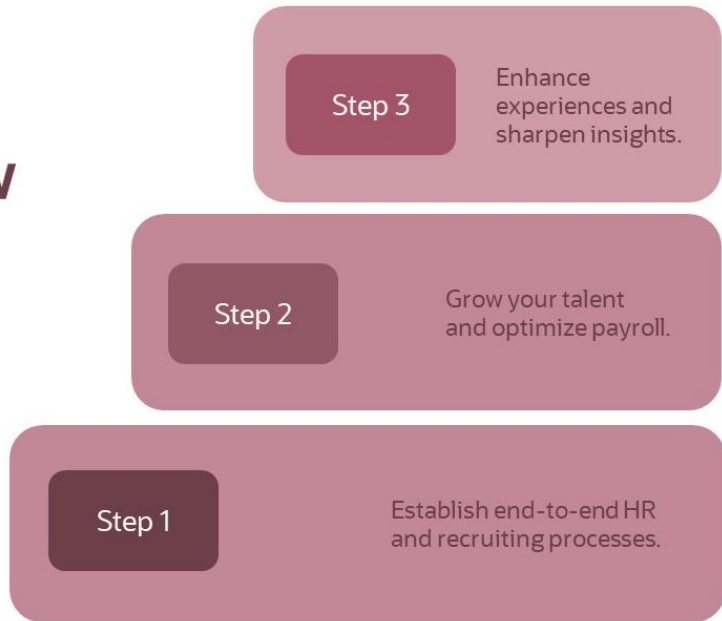 Step 3
Enhance
experiences and
sharpen insights.
Step 2
Grow your talent
and optimize payroll.
Step 1
Establish end-to-end HR
and recruiting processes.